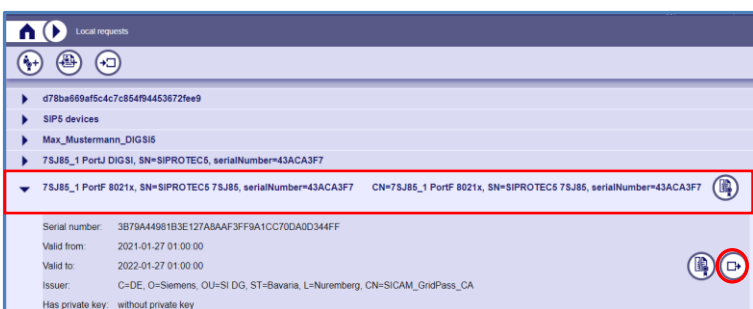 Local requests
d78ba669af5c4c7c854f94453672fee9
SIP5 devices
Max_Mustermann_DIGSI5
7SJ85_1 PortJ DIGSI, SN=SIPROTEC5, serialNumber=43ACA3F7
7SJ85_1 PortF 8021x, SN=SIPROTEC5 7SJ85, serialNumber=43ACA3F7 CN=7SJ85_1 PortF 8021x, SN=SIPROTEC5 7SJ85, serialNumber=43ACA3F7
Serial number: 3B79A44981B3E127A8AAF3FF9A1CC70DA0D344FF
Valid from: 2021-01-27 01:00:00
Valid to: 2022-01-27 01:00:00
Issuer: C=DE, O=Siemens, OU=SI DG, ST=Bavaria, L=Nuremberg, CN=SICAM_GridPass_CA
Has private key: without private key